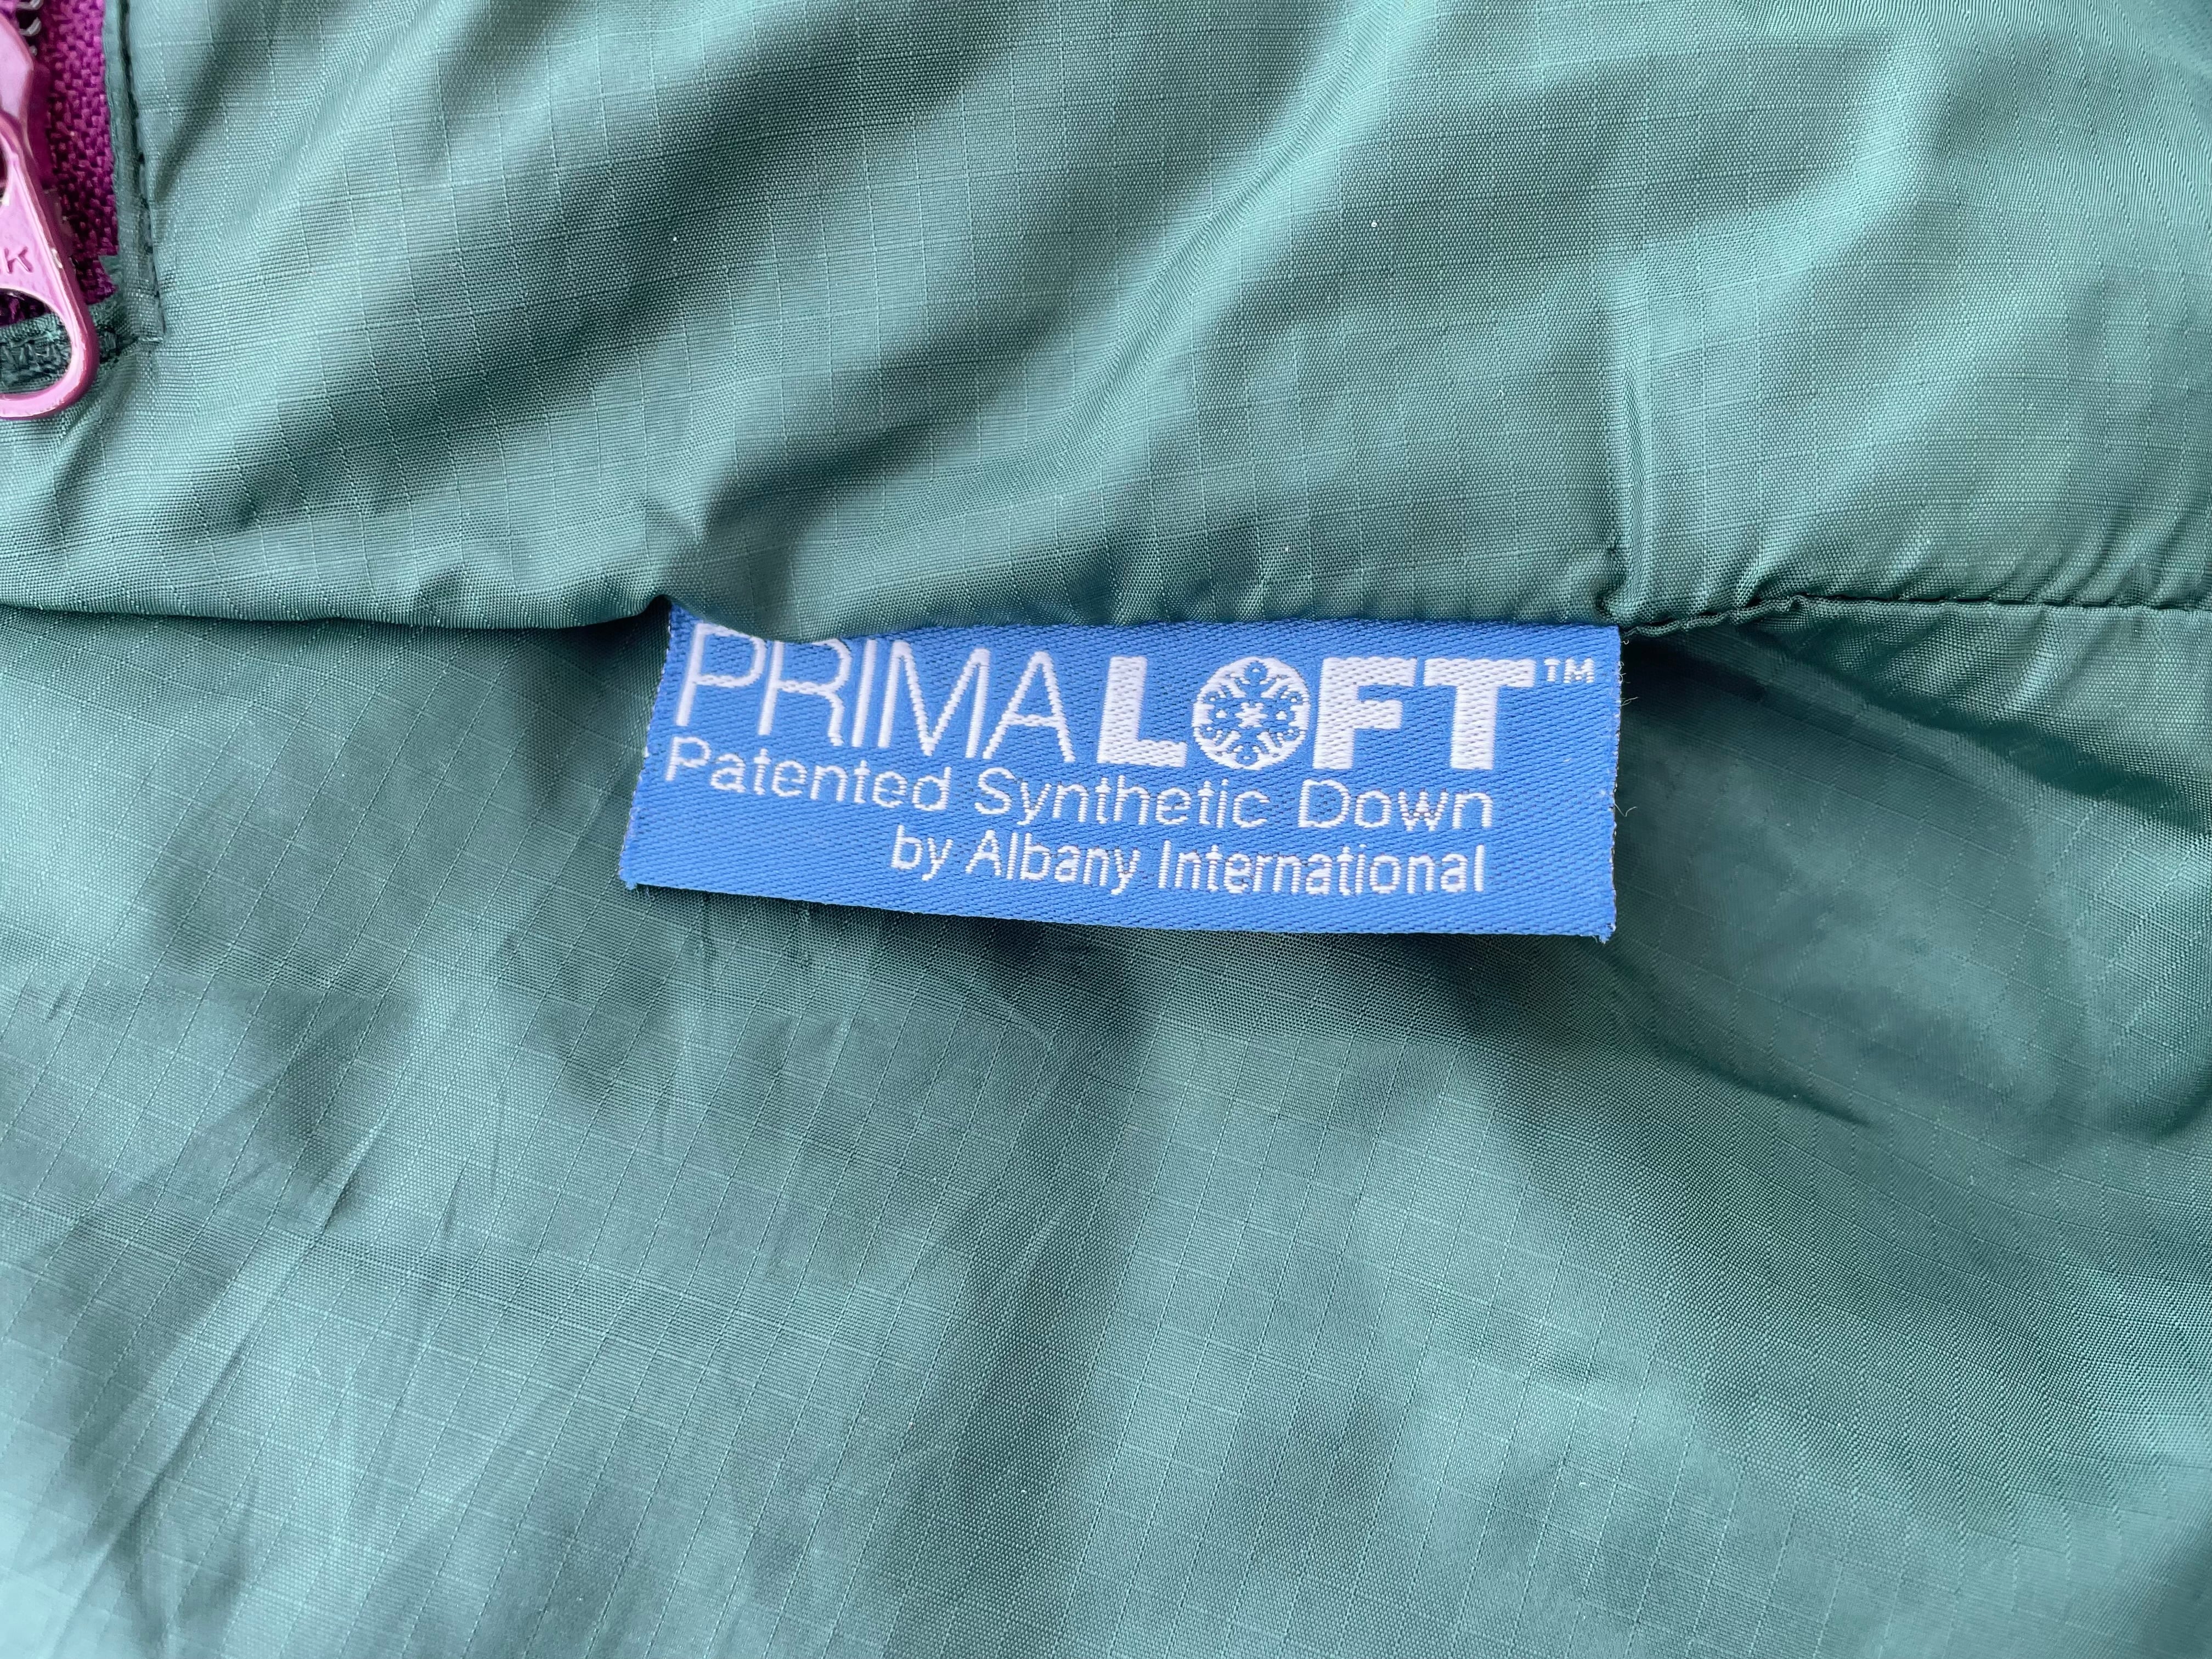 PRIMALOFT™
Patented Synthetic Down
by Albany International